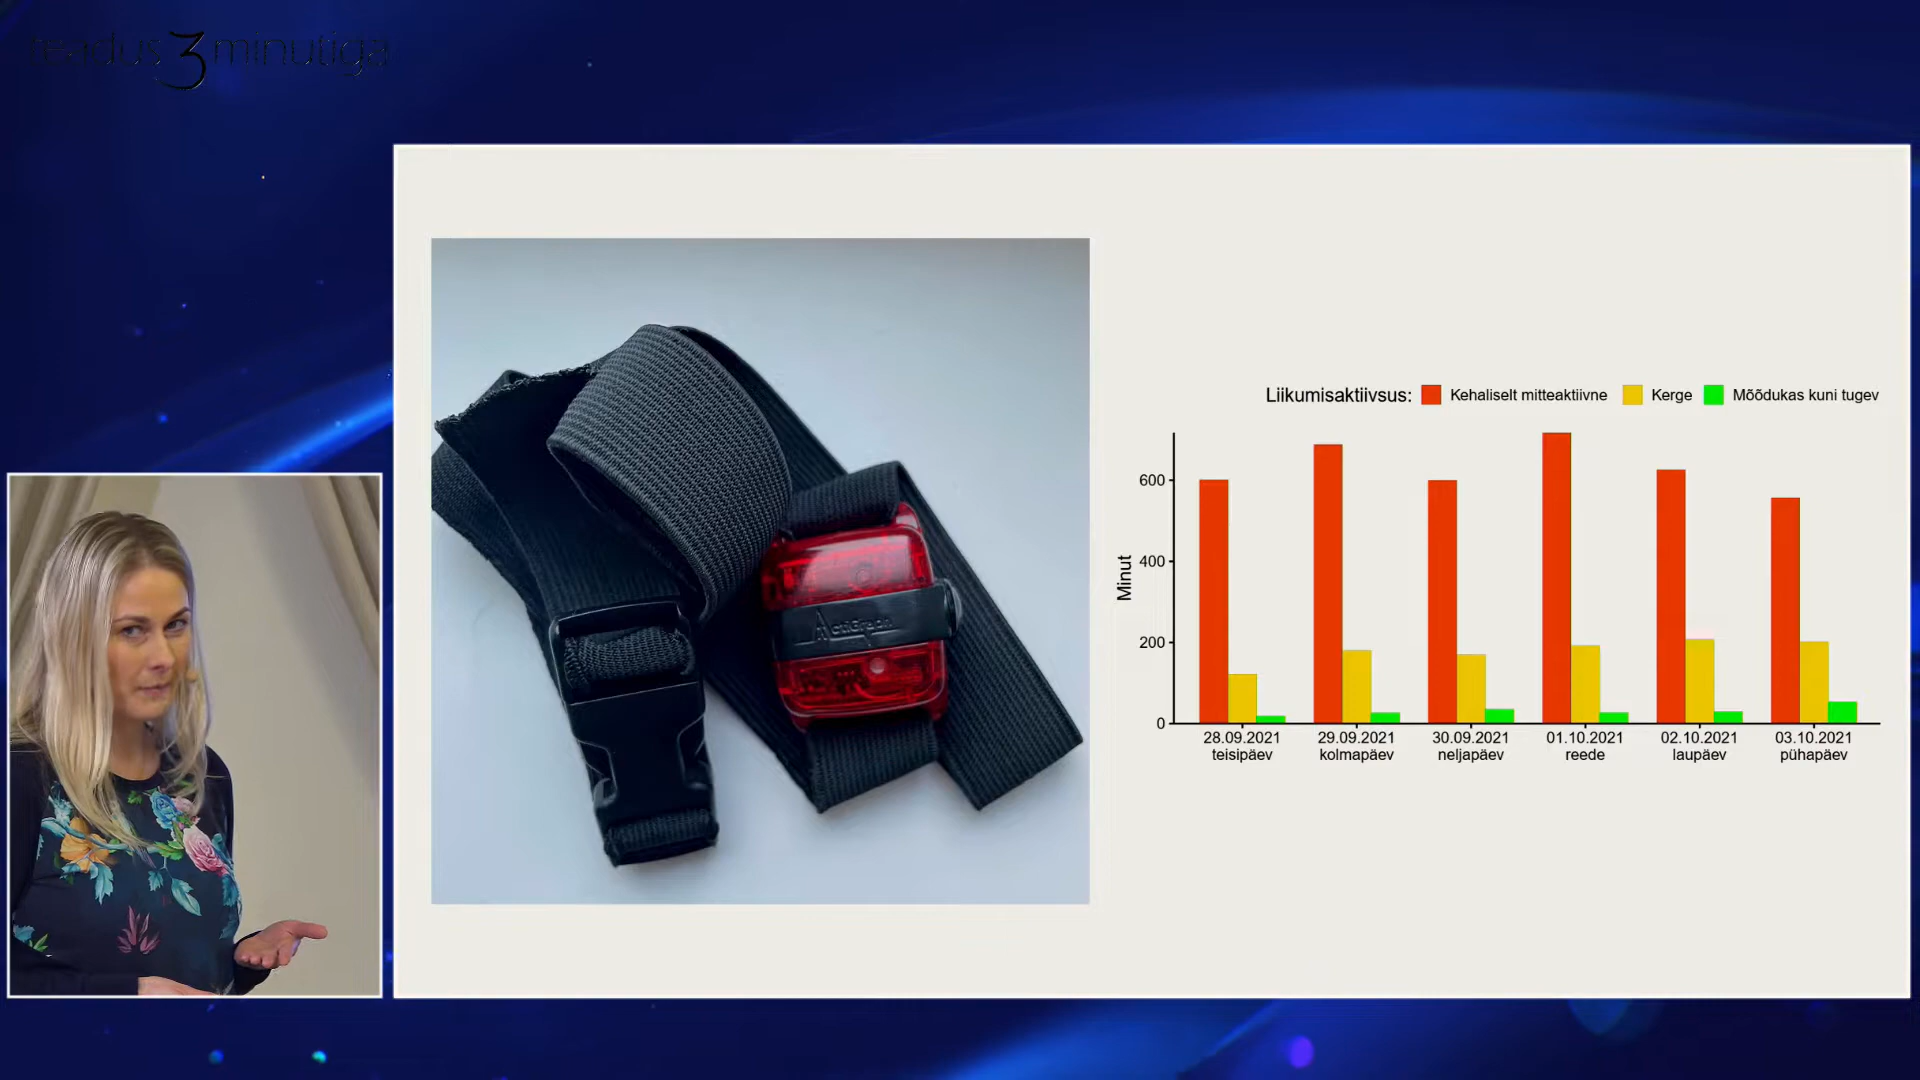 teadus 3 minutiga
ActiGraph
Liikumisaktiivsus: Kehaliselt mitteaktiivne Kerge Mõõdukas kuni tugev
Minut
600
400
200
0
28.09.2021 29.09.2021 30.09.2021 01.10.2021 02.10.2021 03.10.2021
teisipäev kolmapäev neljapäev reede laupäev pühapäev